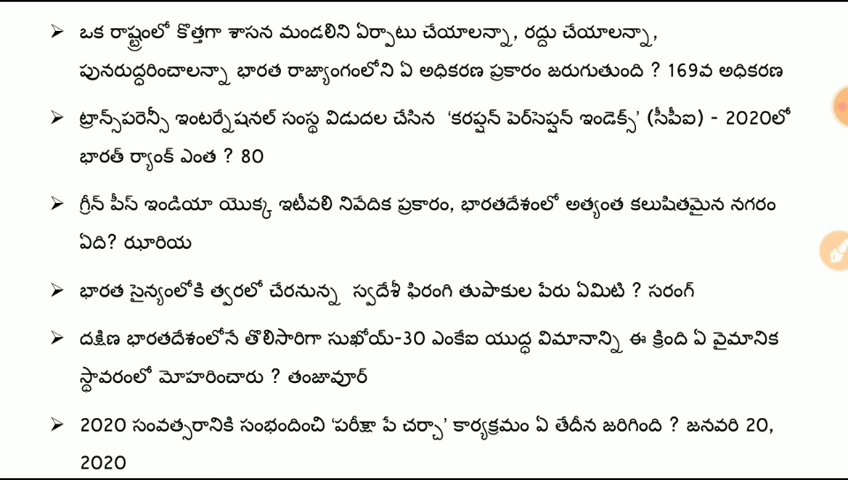 ➤ ఒక రాష్ట్రంలో కొత్తగా శాసన మండలిని ఏర్పాటు చేయాలన్నా, రద్దు చేయాలన్నా,
పునరుద్ధరించాలన్నా భారత రాజ్యాంగంలోని ఏ అధికరణ ప్రకారం జరుగుతుంది ? 169వ అధికరణ
➤ ట్రాన్స్‌పరెన్సీ ఇంటర్నేషనల్ సంస్థ విడుదల చేసిన 'కరప్షన్ పెర్‌సెప్షన్ ఇండెక్స్' (సీపీఐ) - 2020లో
భారత్ ర్యాంక్ ఎంత ? 80
➤ గ్రీన్ పీస్ ఇండియా యొక్క ఇటీవలి నివేదిక ప్రకారం, భారతదేశంలో అత్యంత కలుషితమైన నగరం
ఏది? ఝారియ
➤ భారత సైన్యంలోకి త్వరలో చేరనున్న స్వదేశీ ఫిరంగి తుపాకుల పేరు ఏమిటి ? సరంగ్
➤ దక్షిణ భారతదేశంలోనే తొలిసారిగా సుఖోయ్-30 ఎంకేఐ యుద్ధ విమానాన్ని ఈ క్రింది ఏ వైమానిక
స్థావరంలో మోహరించారు ? తంజావూర్
➤ 2020 సంవత్సరానికి సంభందించి 'పరీక్షా పే చర్చా' కార్యక్రమం ఏ తేదీన జరిగింది ? జనవరి 20,
2020